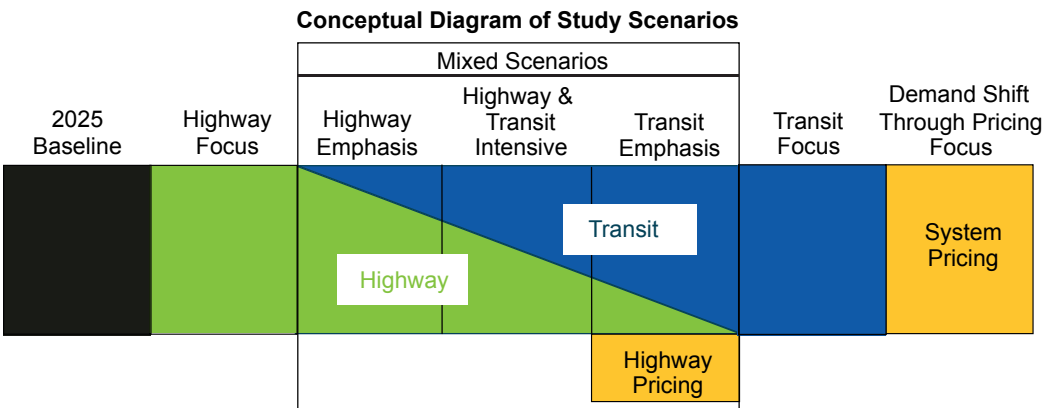 Conceptual Diagram of Study Scenarios
Mixed Scenarios
2025
Baseline
Highway
Focus
Highway
Emphasis
Highway &
Transit
Intensive
Transit
Emphasis
Transit
Focus
Demand Shift
Through Pricing
Focus
Transit
Highway
System
Pricing
Highway
Pricing